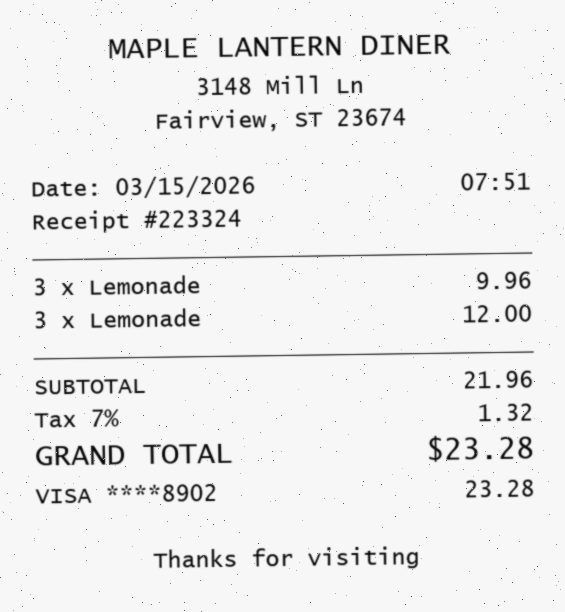 MAPLE LANTERN DINER
3148 Mill Ln
Fairview, ST 23674
Date: 03/15/2026 07:51
Receipt #223324
3 x Lemonade 9.96
3 x Lemonade 12.00
SUBTOTAL 21.96
Tax 7% 1.32
GRAND TOTAL $23.28
VISA ****8902 23.28
Thanks for visiting